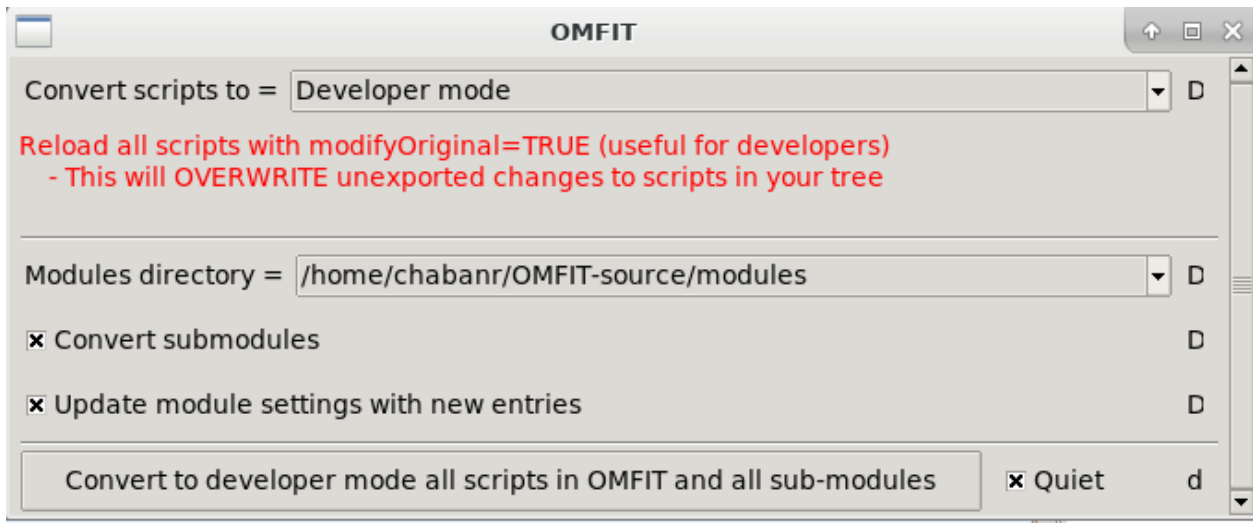 OMFIT
Convert scripts to = Developer mode D
Reload all scripts with modifyOriginal=TRUE (useful for developers)
- This will OVERWRITE unexported changes to scripts in your tree
Modules directory = /home/chabanr/OMFIT-source/modules D
Convert submodules D
Update module settings with new entries D
Convert to developer mode all scripts in OMFIT and all sub-modules Quiet d